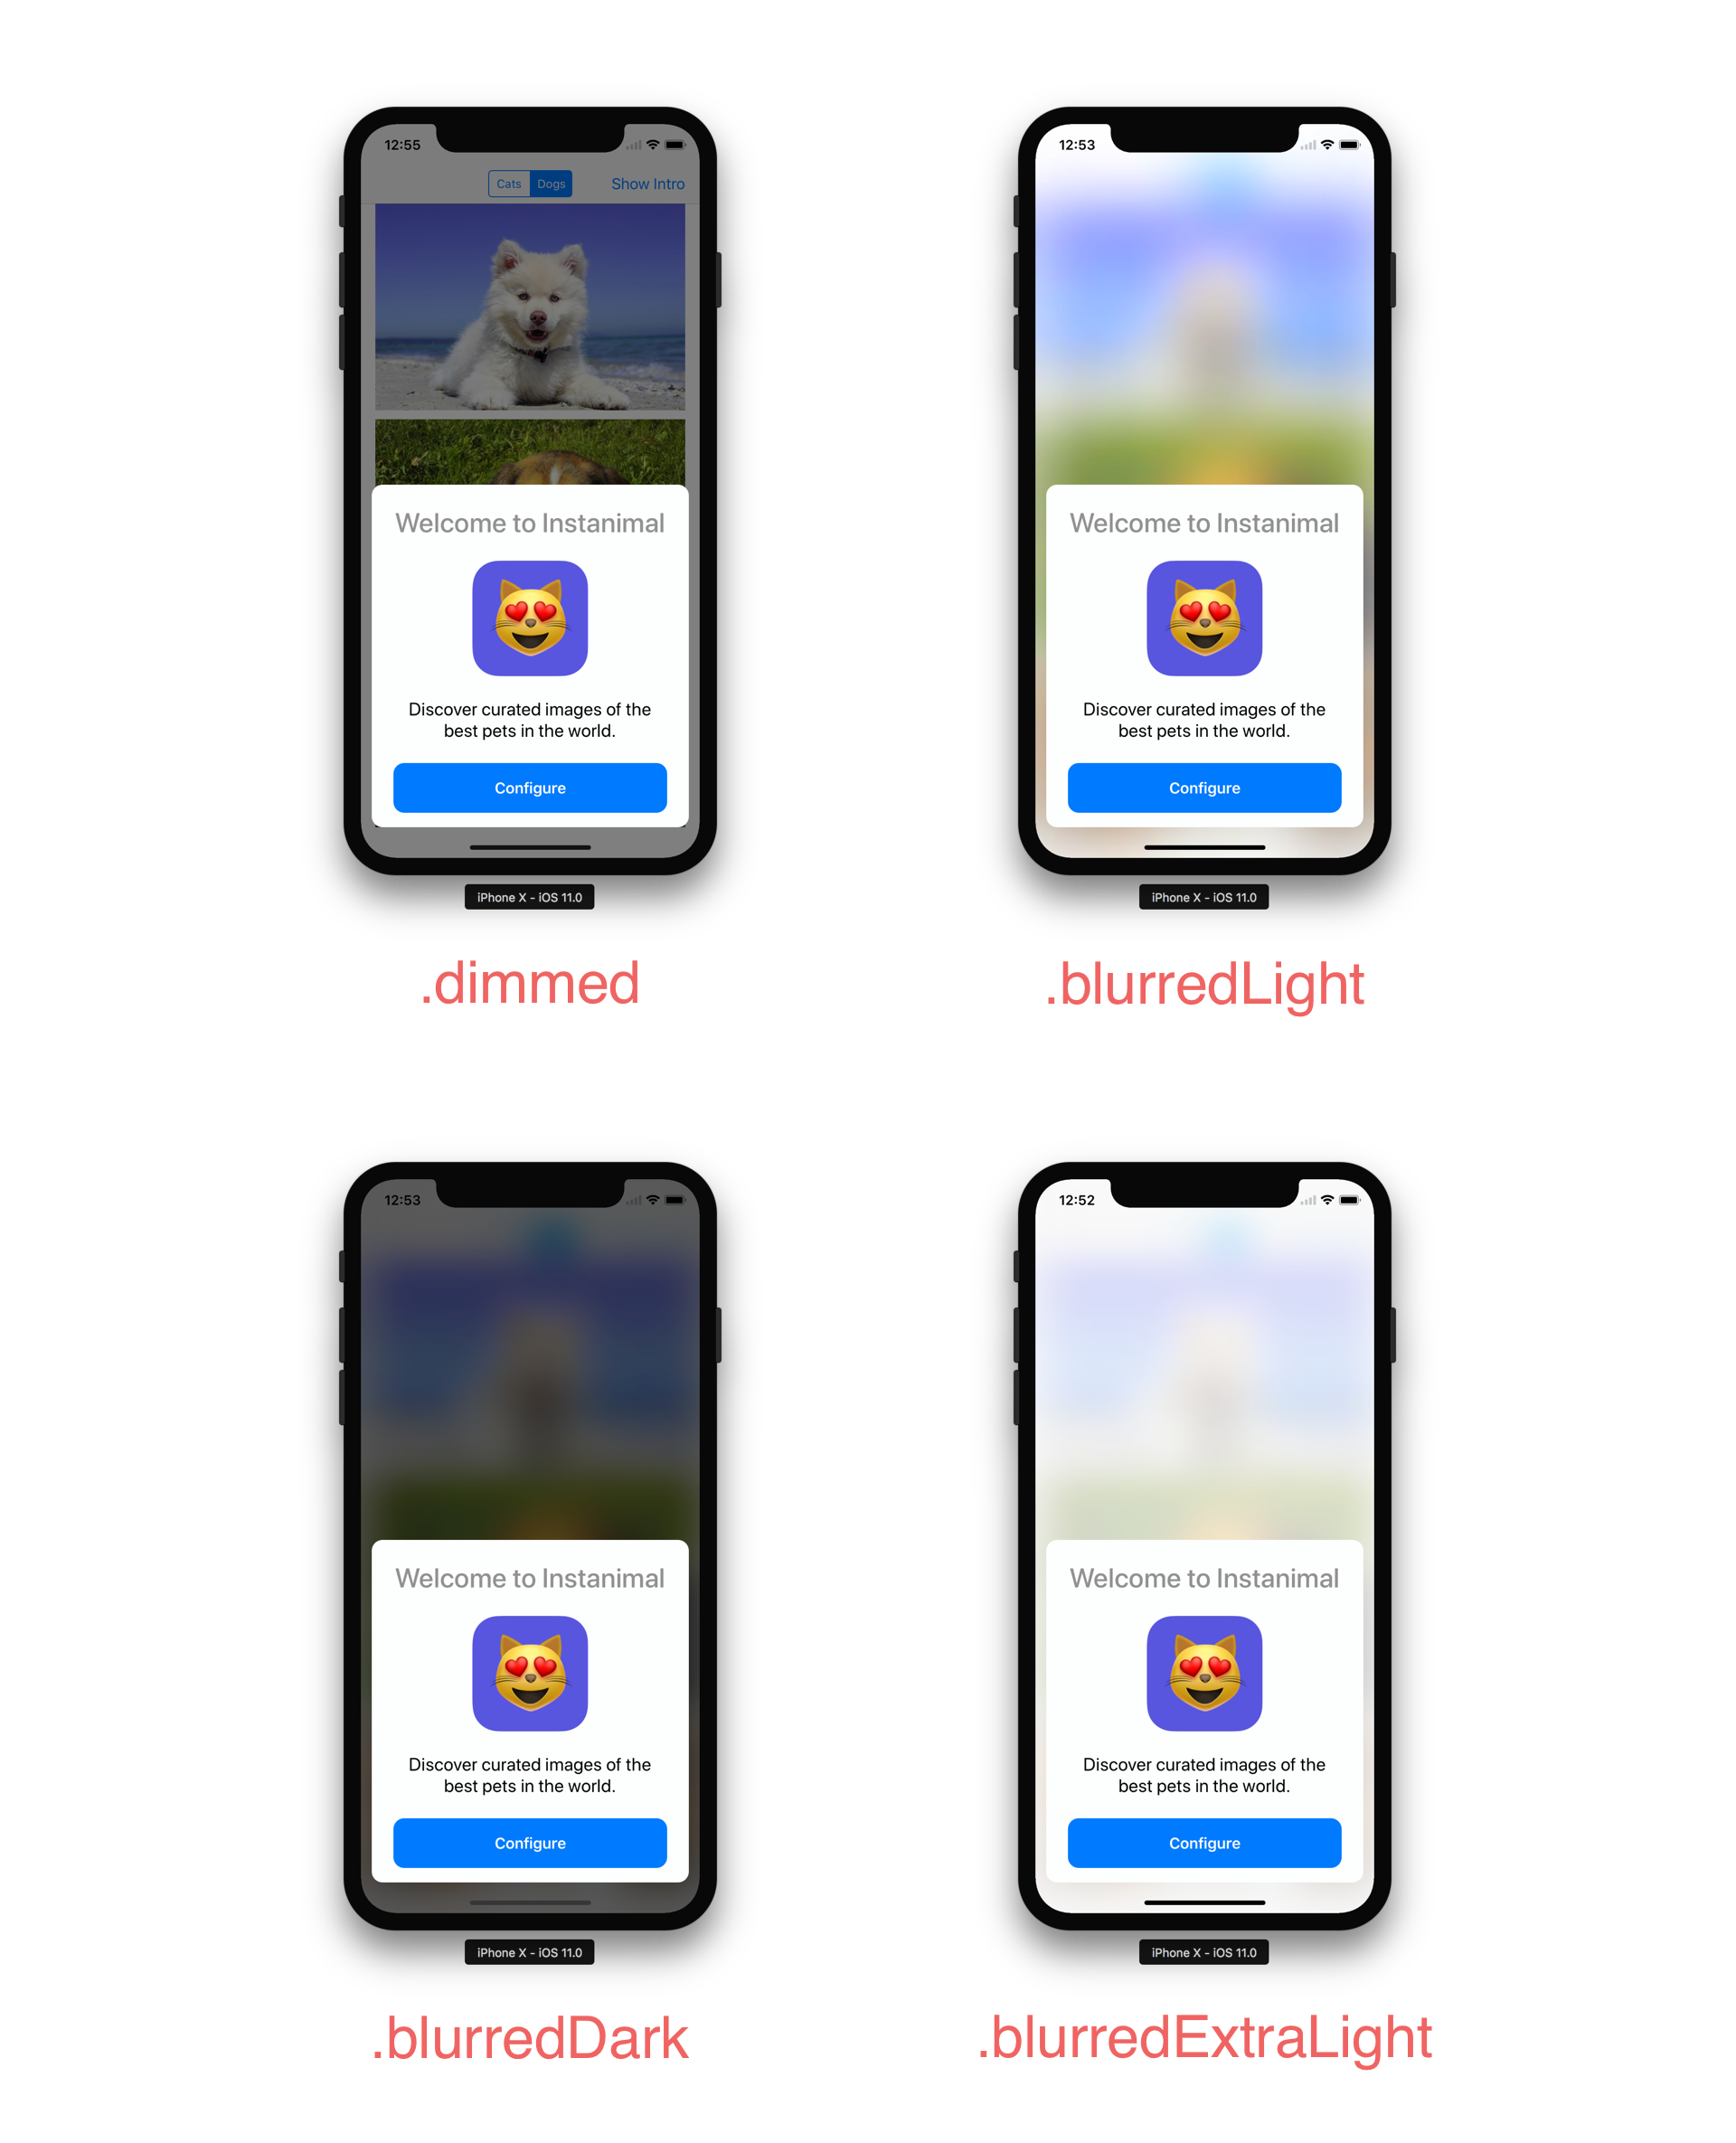 12:55
Cats Dogs Show Intro
Welcome to Instanimal
Discover curated images of the
best pets in the world.
Configure
iPhone X - iOS 11.0
.dimmed
12:53
Welcome to Instanimal
Discover curated images of the
best pets in the world.
Configure
iPhone X - iOS 11.0
.blurredLight
12:53
Welcome to Instanimal
Discover curated images of the
best pets in the world.
Configure
iPhone X - iOS 11.0
.blurredDark
12:52
Welcome to Instanimal
Discover curated images of the
best pets in the world.
Configure
iPhone X - iOS 11.0
.blurredExtraLight